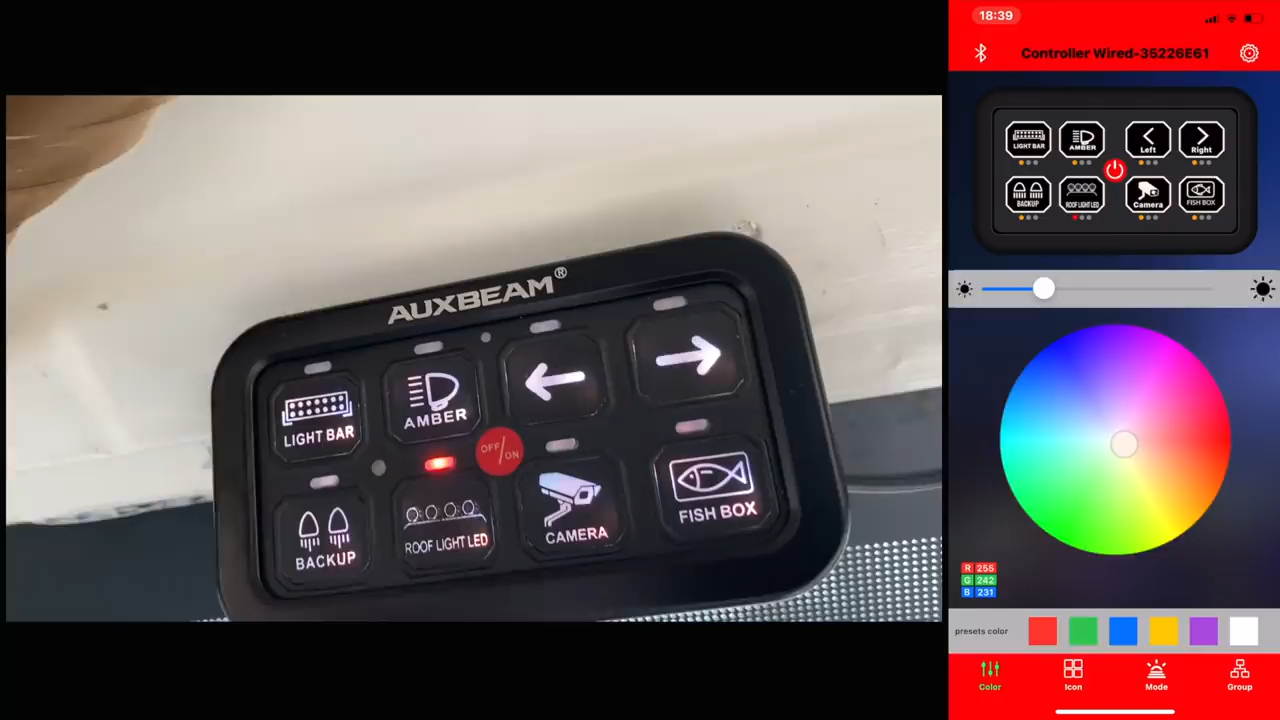 AUXBEAM®
LIGHT BAR
AMBER
OFF/ON
BACKUP
ROOF LIGHT LED
CAMERA
FISH BOX
18:39
Controller Wired-35226E61
LIGHT BAR
AMBER
Left
Right
BACKUP
ROOF LIGHT LED
Camera
FISH BOX
R 255
G 242
B 231
presets color
Color
Icon
Mode
Group